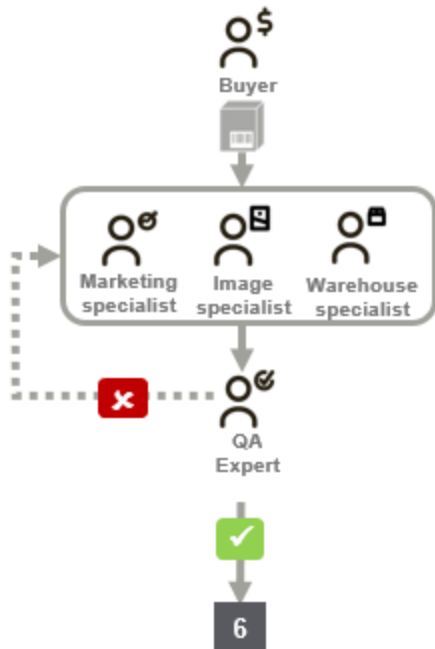 $
Buyer
Marketing
specialist
Image
specialist
Warehouse
specialist
QA
Expert
6